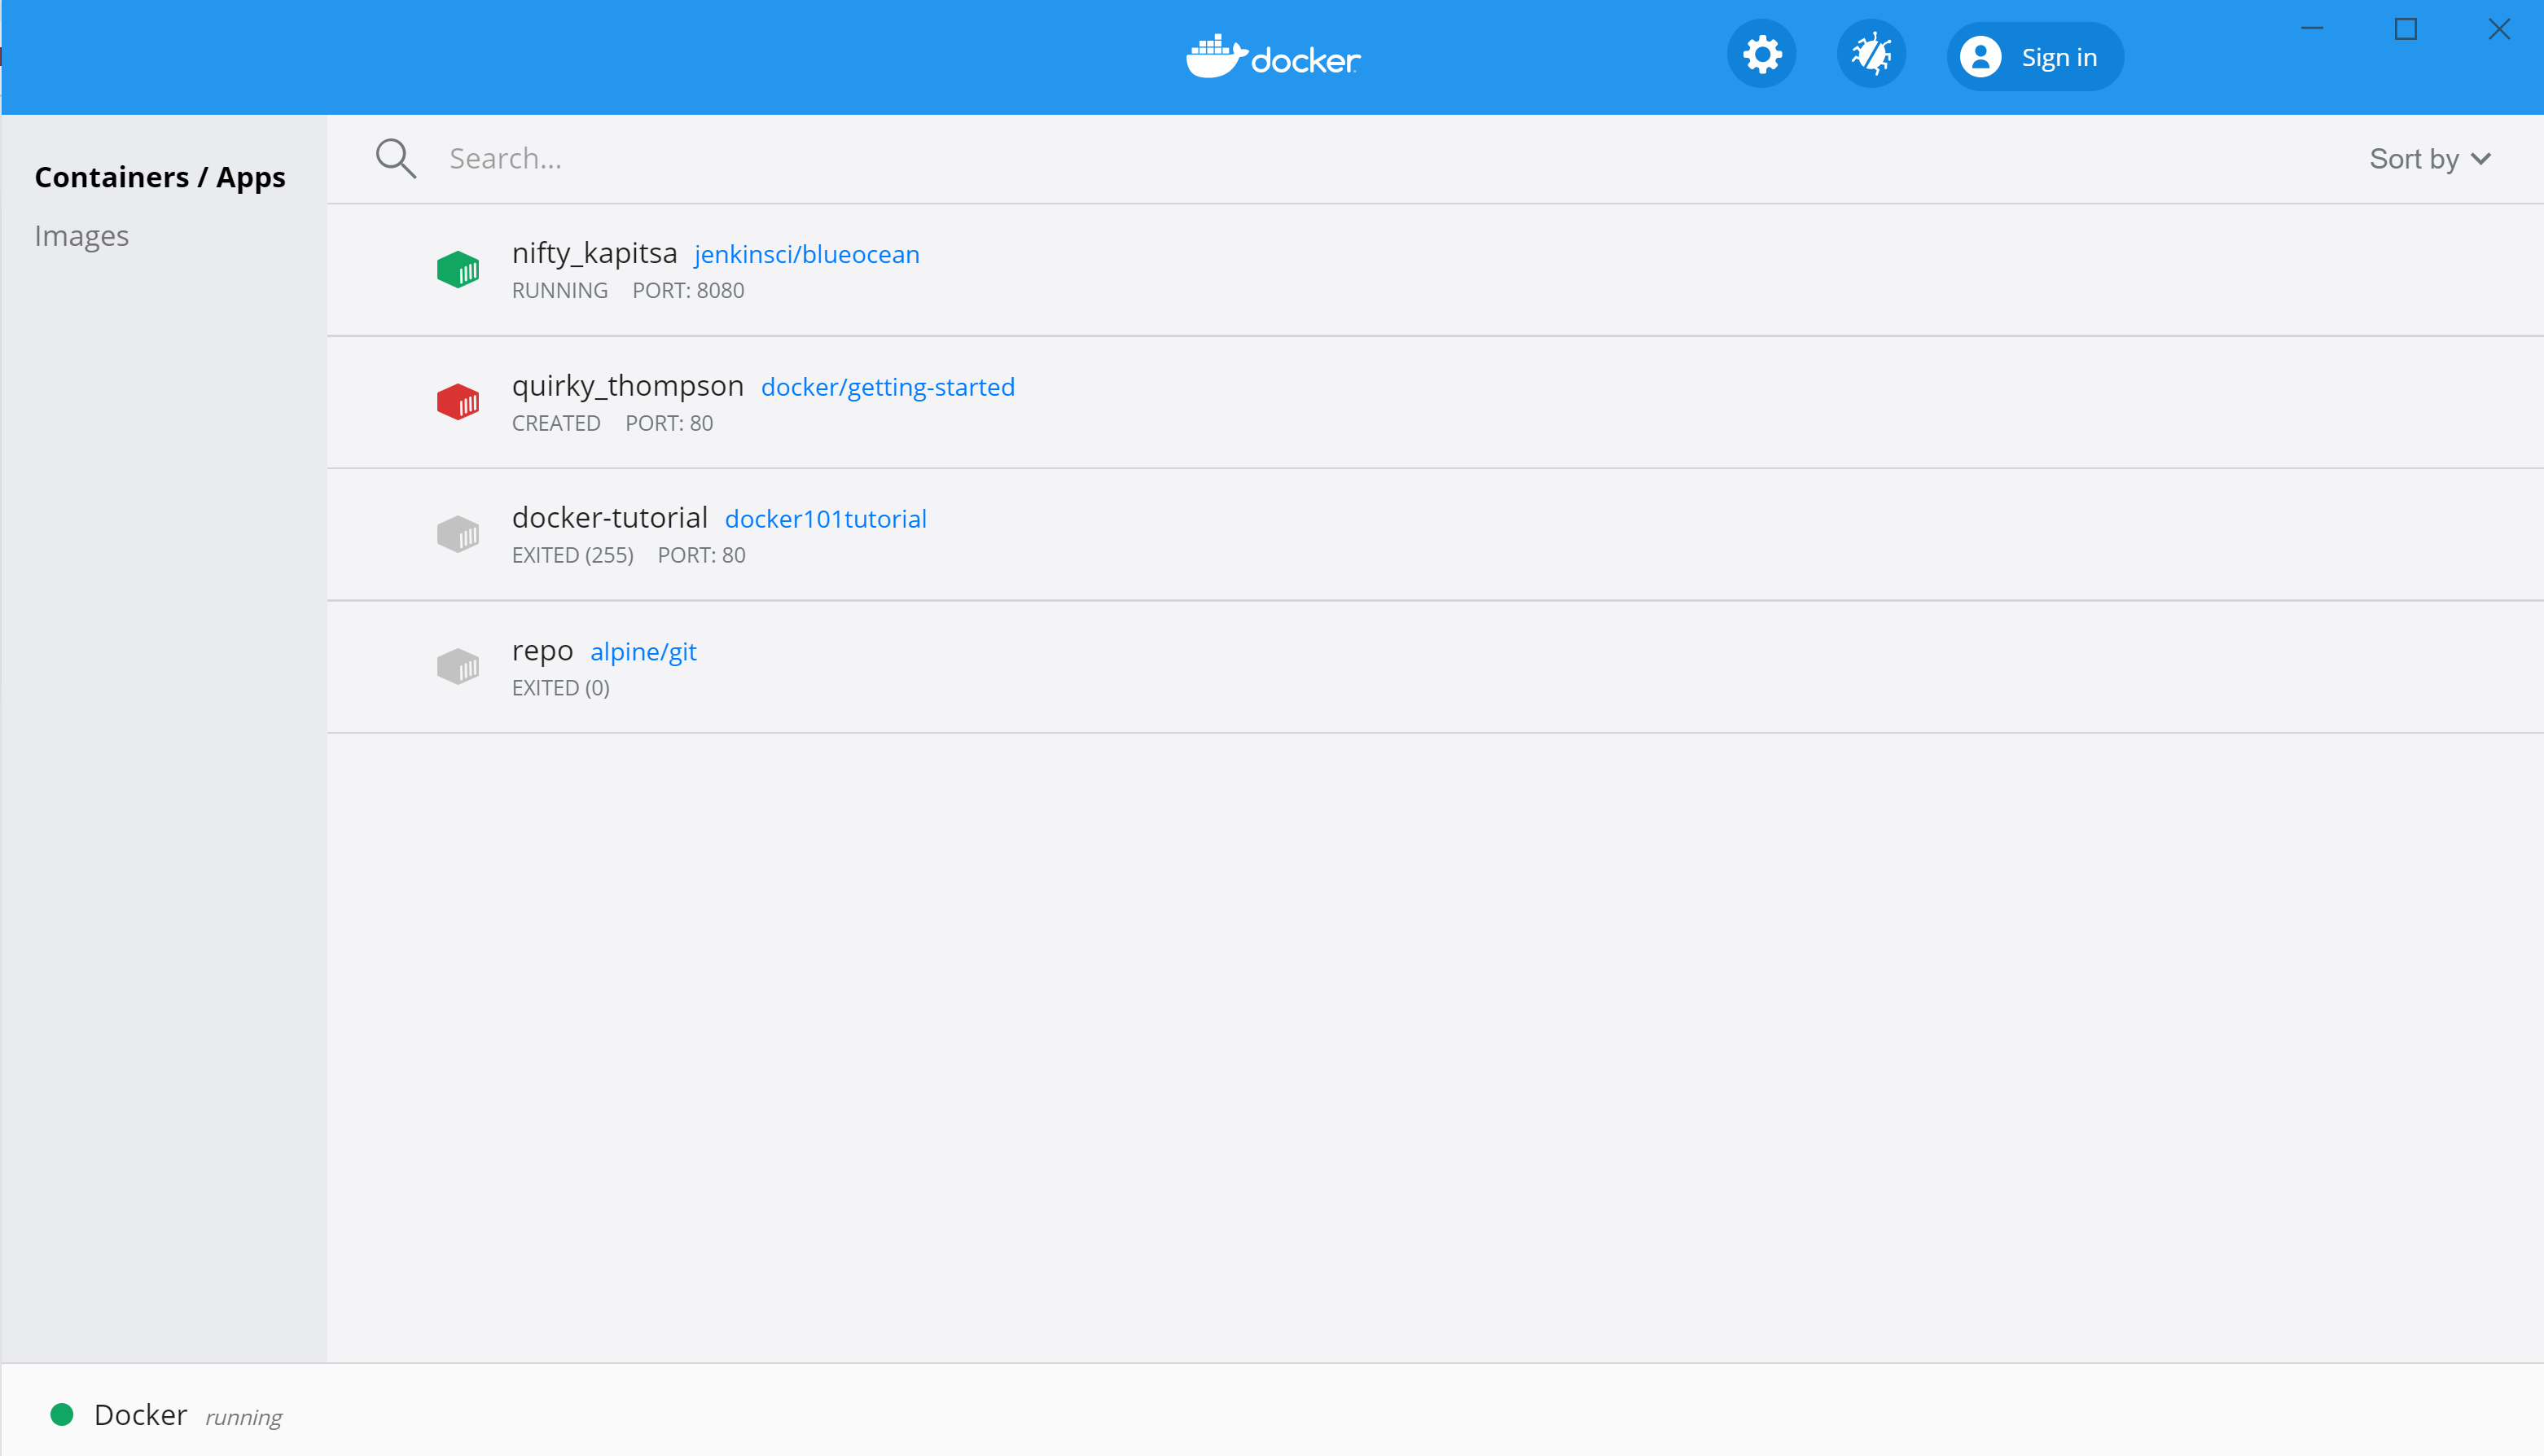 docker
Sign in
Containers / Apps
Images
Search...
Sort by
nifty_kapitsa jenkinsci/blueocean
RUNNING PORT: 8080
quirky_thompson docker/getting-started
CREATED PORT: 80
docker-tutorial docker101tutorial
EXITED (255) PORT: 80
repo alpine/git
EXITED (0)
Docker running